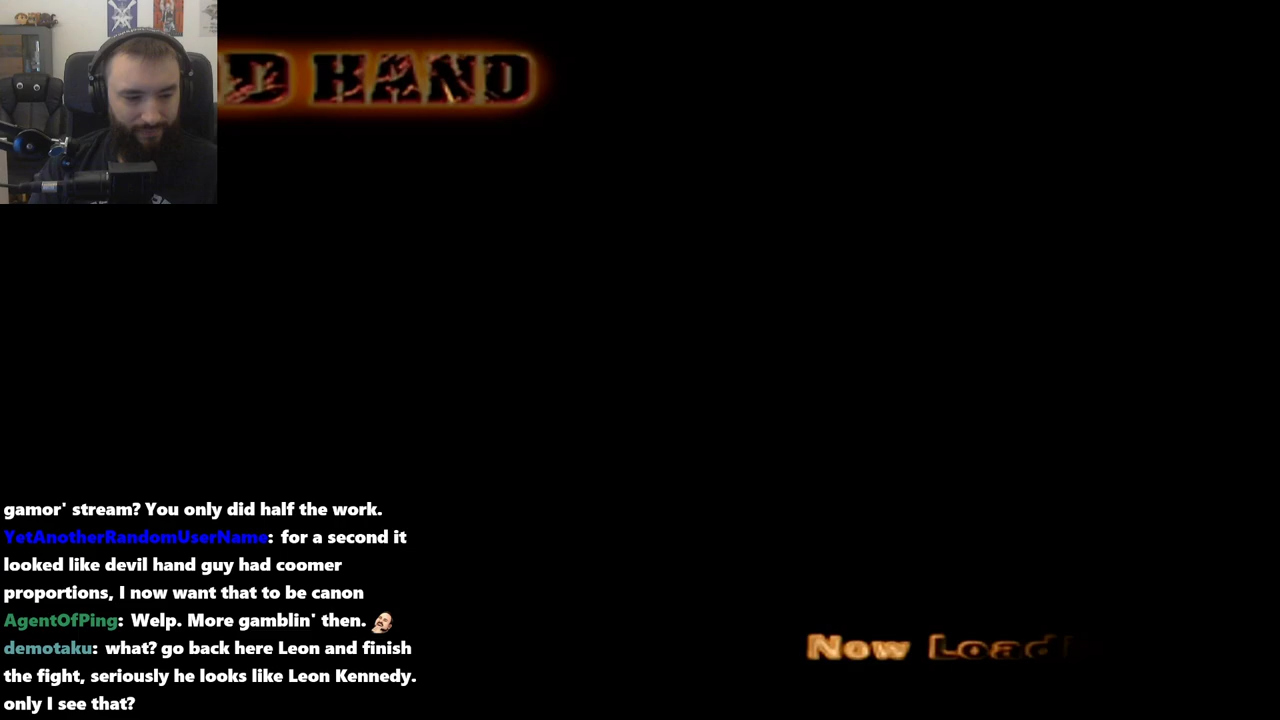 D HAND
gamor' stream? You only did half the work.
YetAnotherRandomUserName: for a second it
looked like devil hand guy had coomer
proportions, I now want that to be canon
AgentOfPing: Welp. More gamblin' then.
demotaku: what? go back here Leon and finish
the fight, seriously he looks like Leon Kennedy.
only I see that?
Now Load